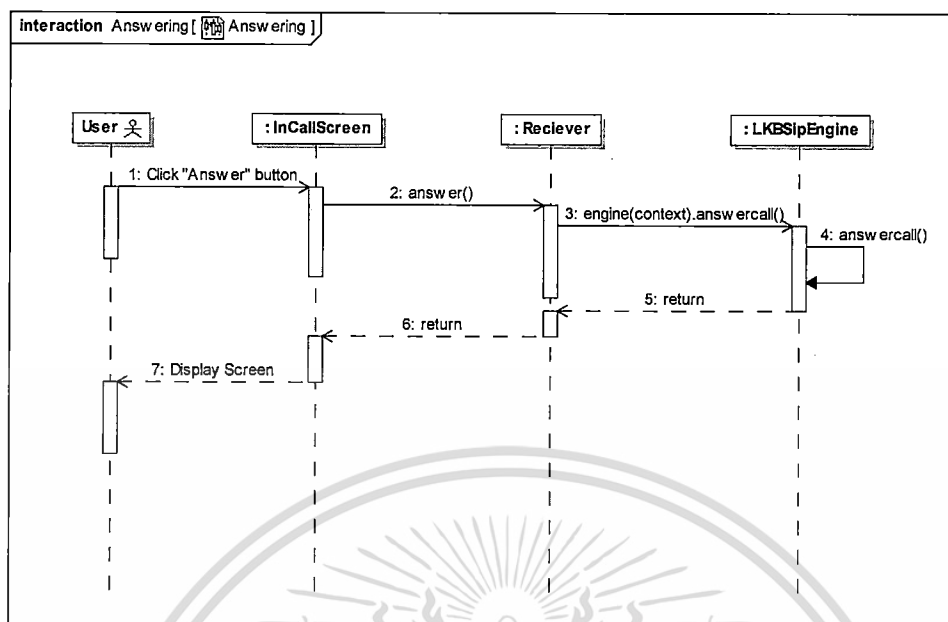 interaction Answering [ Answering ]
User
: InCallScreen
: Reciever
: LKBSipEngine
1: Click "Answer" button
2: answer()
3: engine(context).answercall()
4: answercall()
5: return
6: return
7: Display Screen